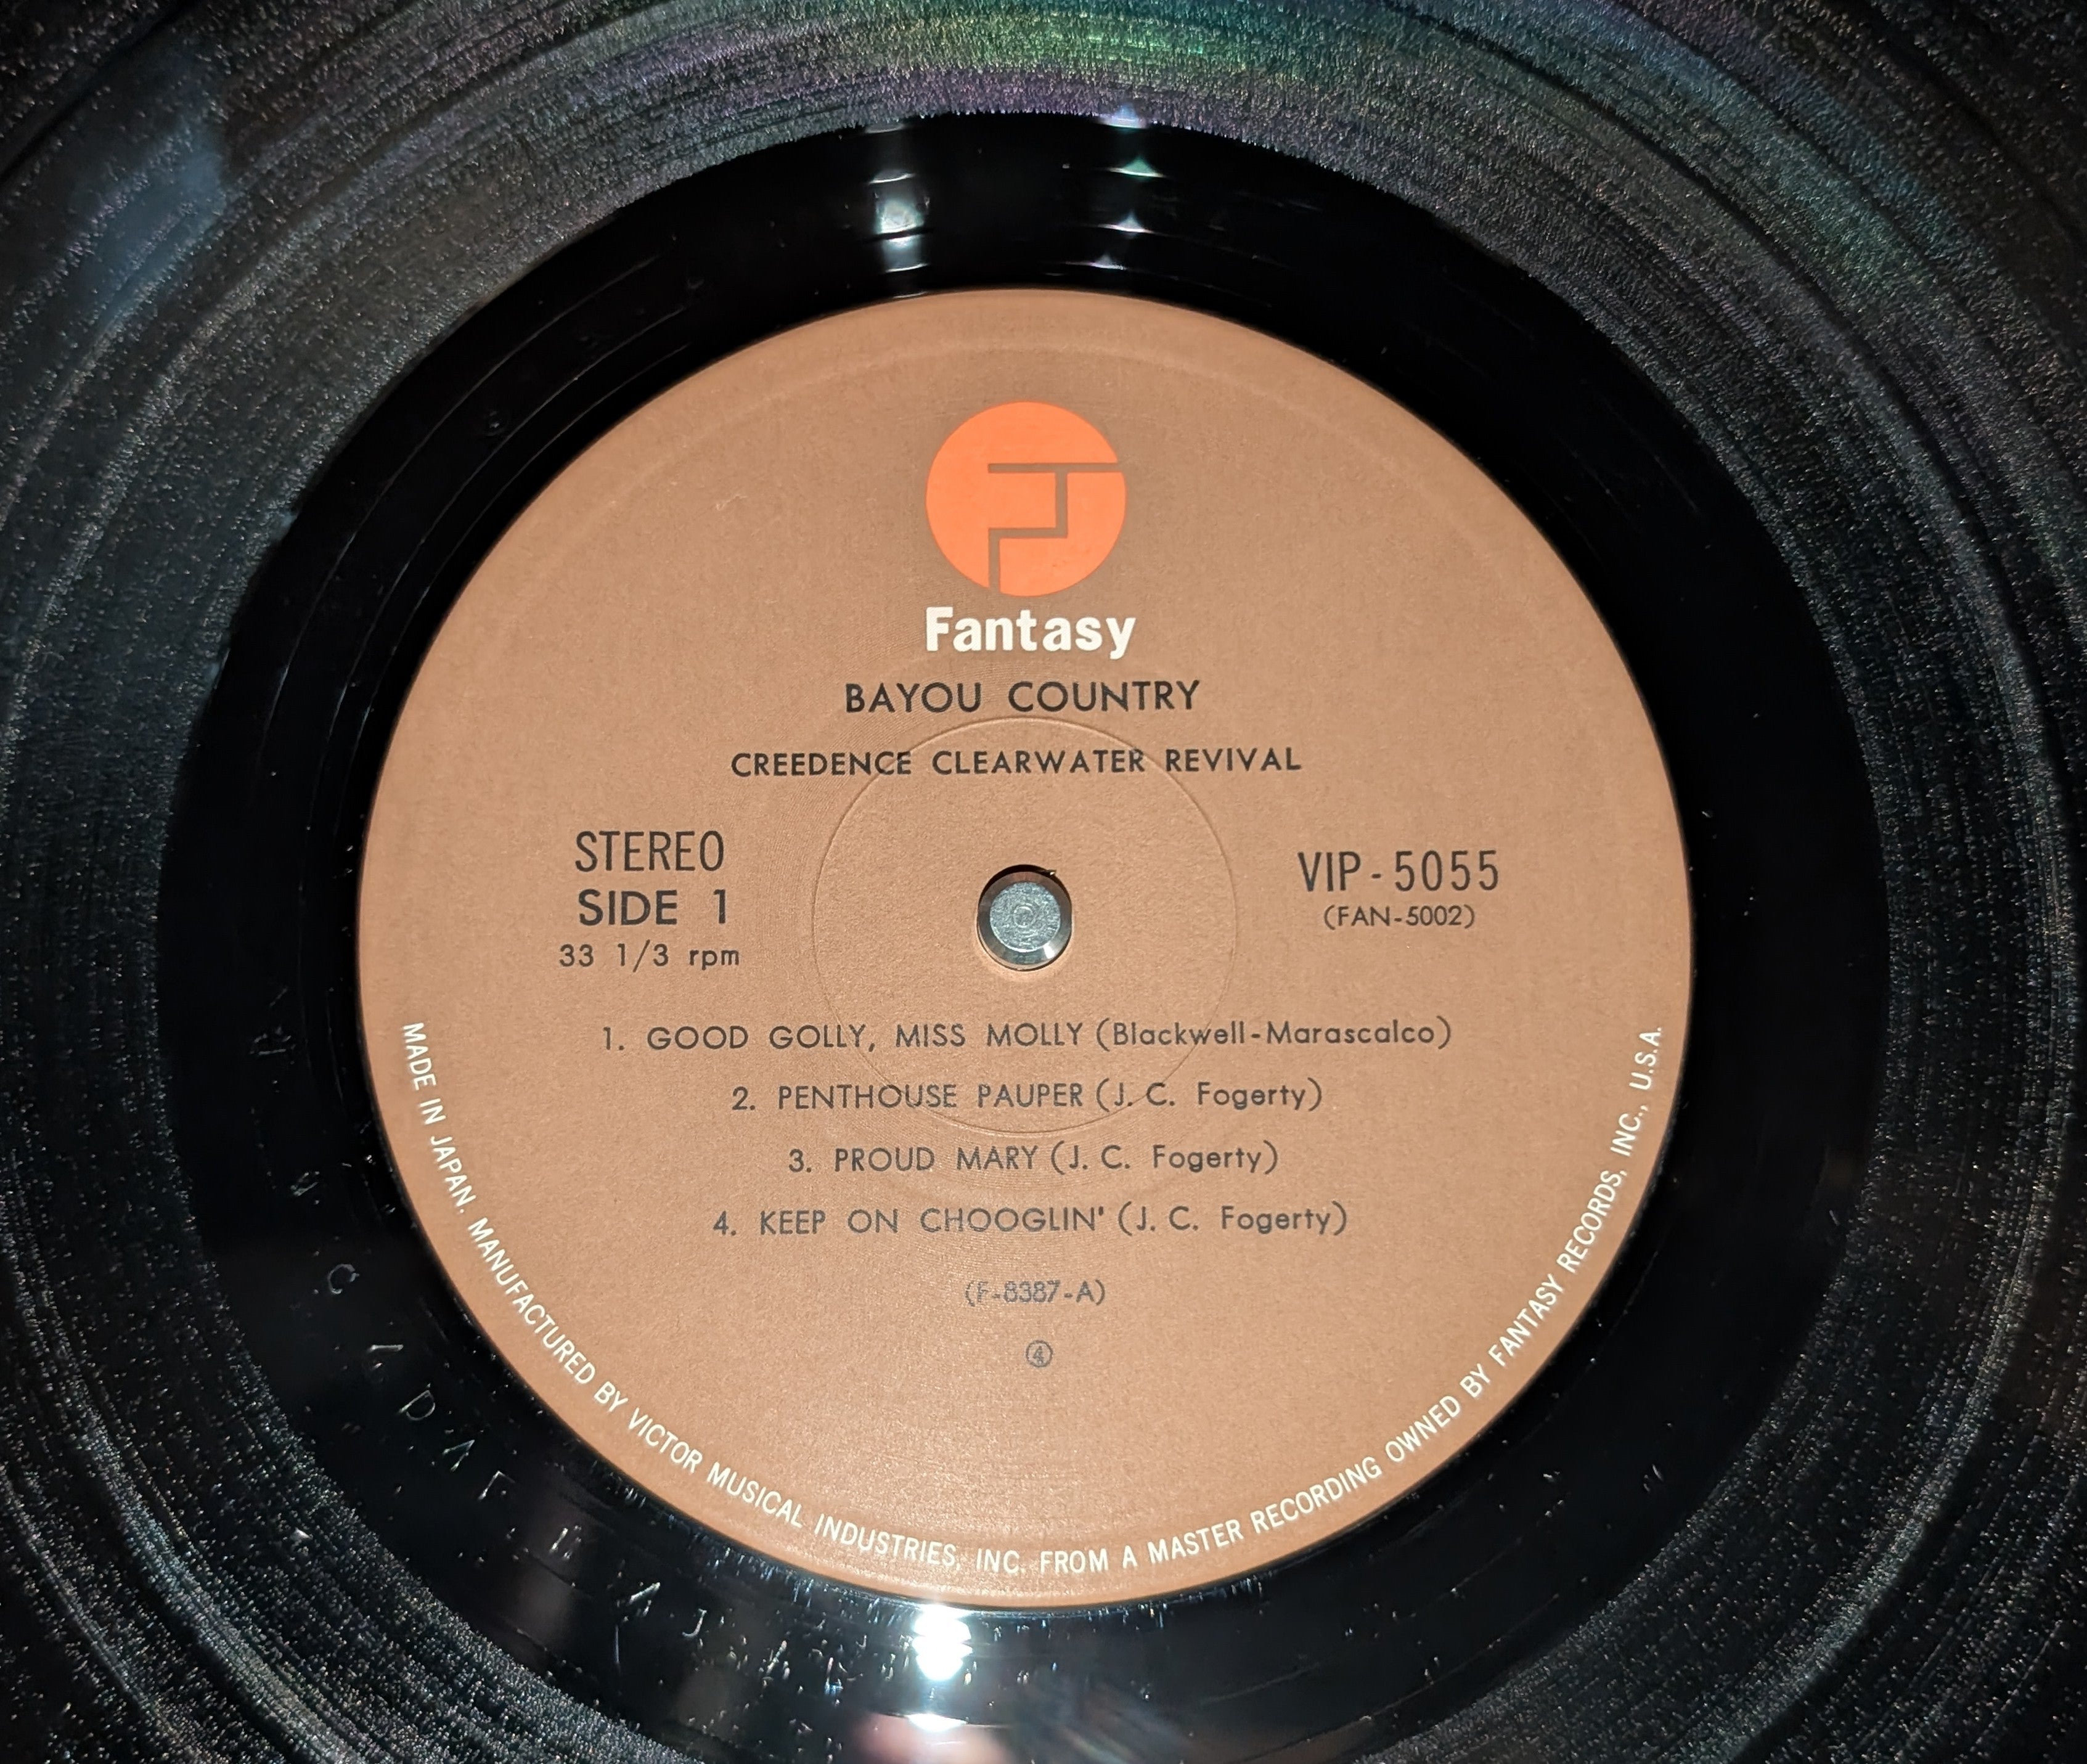 Fantasy
BAYOU COUNTRY
CREEDENCE CLEARWATER REVIVAL
STEREO
SIDE 1
33 1/3 rpm
VIP-5055
(FAN-5002)
1. GOOD GOLLY, MISS MOLLY (Blackwell-Marascalco)
2. PENTHOUSE PAUPER (J. C. Fogerty)
3. PROUD MARY (J. C. Fogerty)
4. KEEP ON CHOOGLIN' (J. C. Fogerty)
(F-8387-A)
④
MADE IN JAPAN. MANUFACTURED BY VICTOR MUSICAL INDUSTRIES, INC. FROM A MASTER RECORDING OWNED BY FANTASY RECORDS, INC., U.S.A.